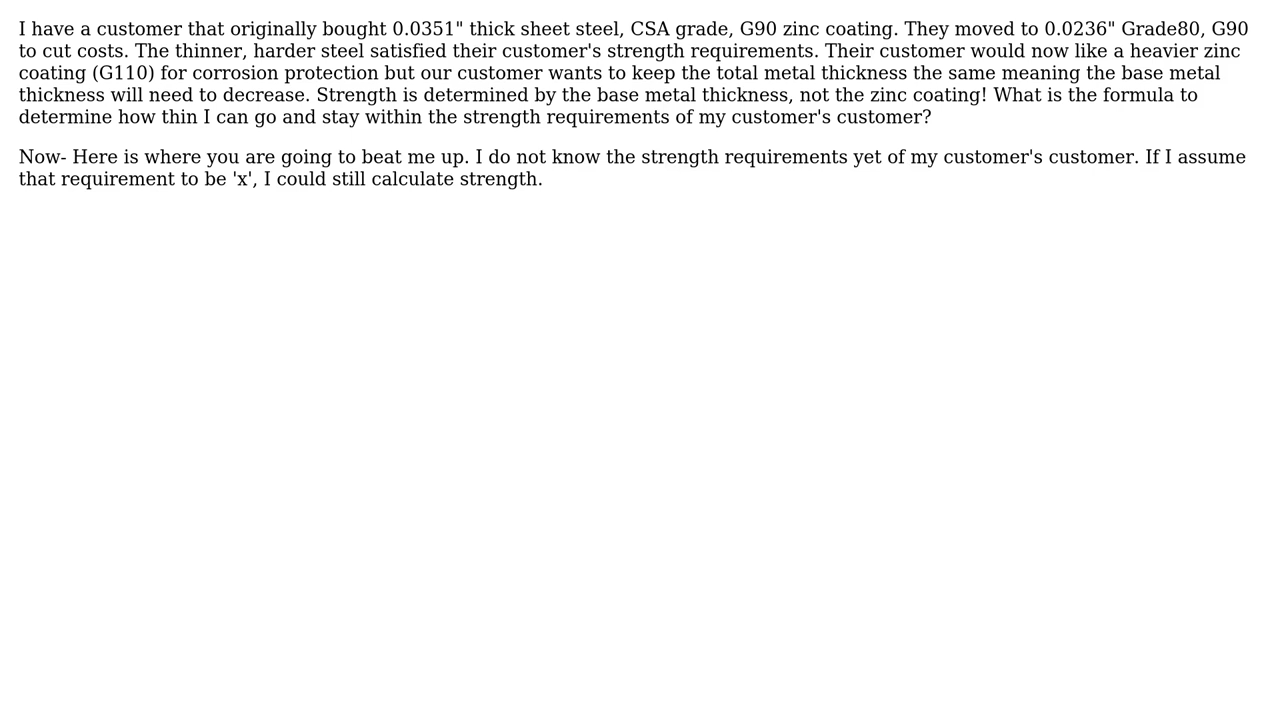 I have a customer that originally bought 0.0351" thick sheet steel, CSA grade, G90 zinc coating. They moved to 0.0236" Grade80, G90
to cut costs. The thinner, harder steel satisfied their customer's strength requirements. Their customer would now like a heavier zinc
coating (G110) for corrosion protection but our customer wants to keep the total metal thickness the same meaning the base metal
thickness will need to decrease. Strength is determined by the base metal thickness, not the zinc coating! What is the formula to
determine how thin I can go and stay within the strength requirements of my customer's customer?
Now- Here is where you are going to beat me up. I do not know the strength requirements yet of my customer's customer. If I assume
that requirement to be 'x', I could still calculate strength.